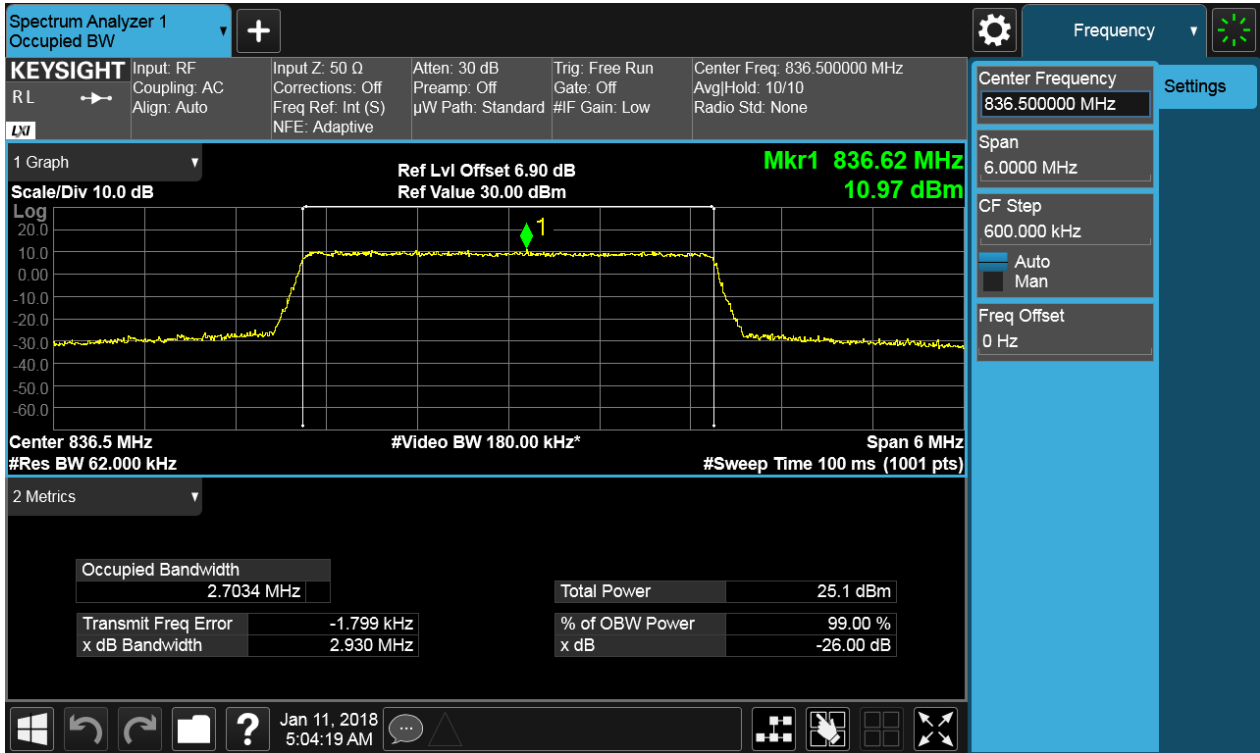 Spectrum Analyzer 1
Occupied BW
+
Frequency
KEYSIGHT
RL
LXI
Input: RF
Coupling: AC
Align: Auto
Input Z: 50 Ω
Corrections: Off
Freq Ref: Int (S)
NFE: Adaptive
Atten: 30 dB
Preamp: Off
µW Path: Standard
Trig: Free Run
Gate: Off
#IF Gain: Low
Center Freq: 836.500000 MHz
Avg|Hold: 10/10
Radio Std: None
Center Frequency
836.500000 MHz
Settings
Span
6.0000 MHz
CF Step
600.000 kHz
Auto
Man
Freq Offset
0 Hz
1 Graph
Scale/Div 10.0 dB
Ref Lvl Offset 6.90 dB
Ref Value 30.00 dBm
Mkr1 836.62 MHz
10.97 dBm
Log
20.0
10.0
0.00
-10.0
-20.0
-30.0
-40.0
-50.0
-60.0
1
Center 836.5 MHz
#Video BW 180.00 kHz*
Span 6 MHz
#Res BW 62.000 kHz
#Sweep Time 100 ms (1001 pts)
2 Metrics
Occupied Bandwidth
2.7034 MHz
Total Power 25.1 dBm
Transmit Freq Error -1.799 kHz
% of OBW Power 99.00 %
x dB Bandwidth 2.930 MHz
x dB -26.00 dB
?
Jan 11, 2018
5:04:19 AM